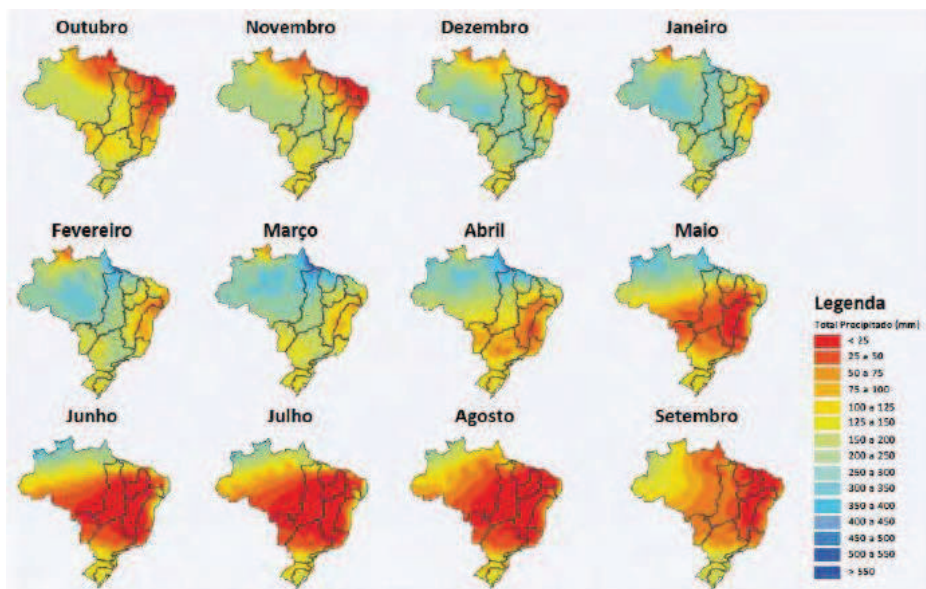 Outubro Novembro Dezembro Janeiro
Fevereiro Março Abril Maio
Legenda
Total Precipitado (mm)
< 25
25 a 50
50 a 75
75 a 100
100 a 125
125 a 150
150 a 200
200 a 250
250 a 300
300 a 350
350 a 400
400 a 450
450 a 500
500 a 550
> 550
Junho Julho Agosto Setembro